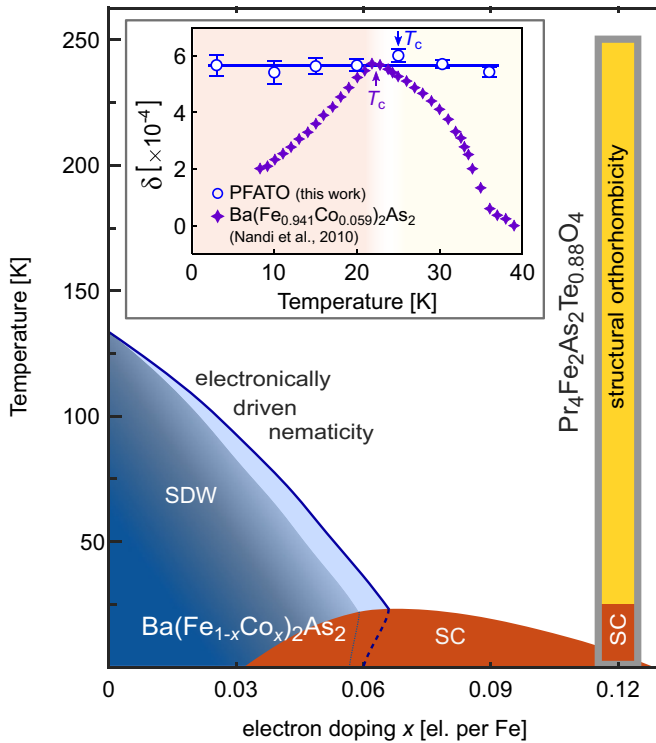 250
200
150
100
50
Temperature [K]
6
4
2
0
δ [×10⁻⁴]
T_c
T_c
PFATO (this work)
Ba(Fe₀.₉₄₁Co₀.₀₅₉)₂As₂
(Nandi et al., 2010)
0 10 20 30 40
Temperature [K]
electronically
driven
nematicity
SDW
Ba(Fe₁₋ₓCoₓ)₂As₂
SC
Pr4Fe2As2Te0.88O4
structural orthorhombicity
SC
0 0.03 0.06 0.09 0.12
electron doping x [el. per Fe]